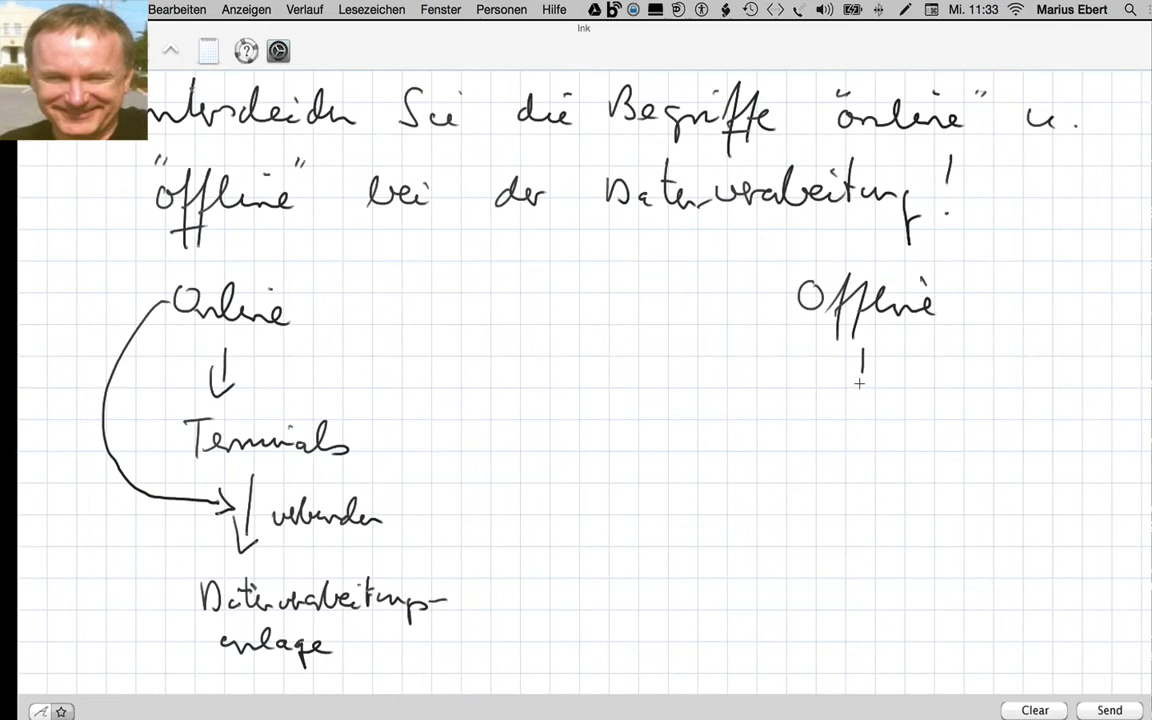 Bearbeiten Anzeigen Verlauf Lesezeichen Fenster Personen Hilfe Mi. 11:33 Marius Ebert
Ink
nterscheiden Sie die Begriffe "online" u.
"offline" bei der Datenverarbeitung!
Online Offline
Terminals
verbunden
Datenverarbeitungs-
anlage
Clear Send